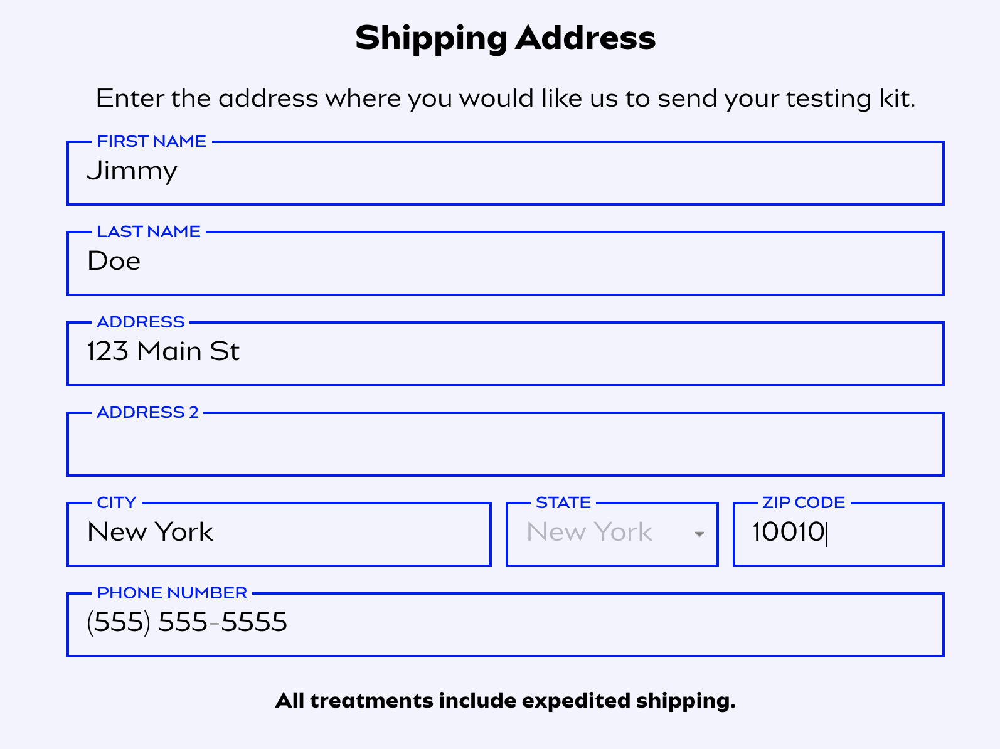 Shipping Address
Enter the address where you would like us to send your testing kit.
FIRST NAME
Jimmy
LAST NAME
Doe
ADDRESS
123 Main St
ADDRESS 2
CITY
New York
STATE
New York
ZIP CODE
10010
PHONE NUMBER
(555) 555-5555
All treatments include expedited shipping.